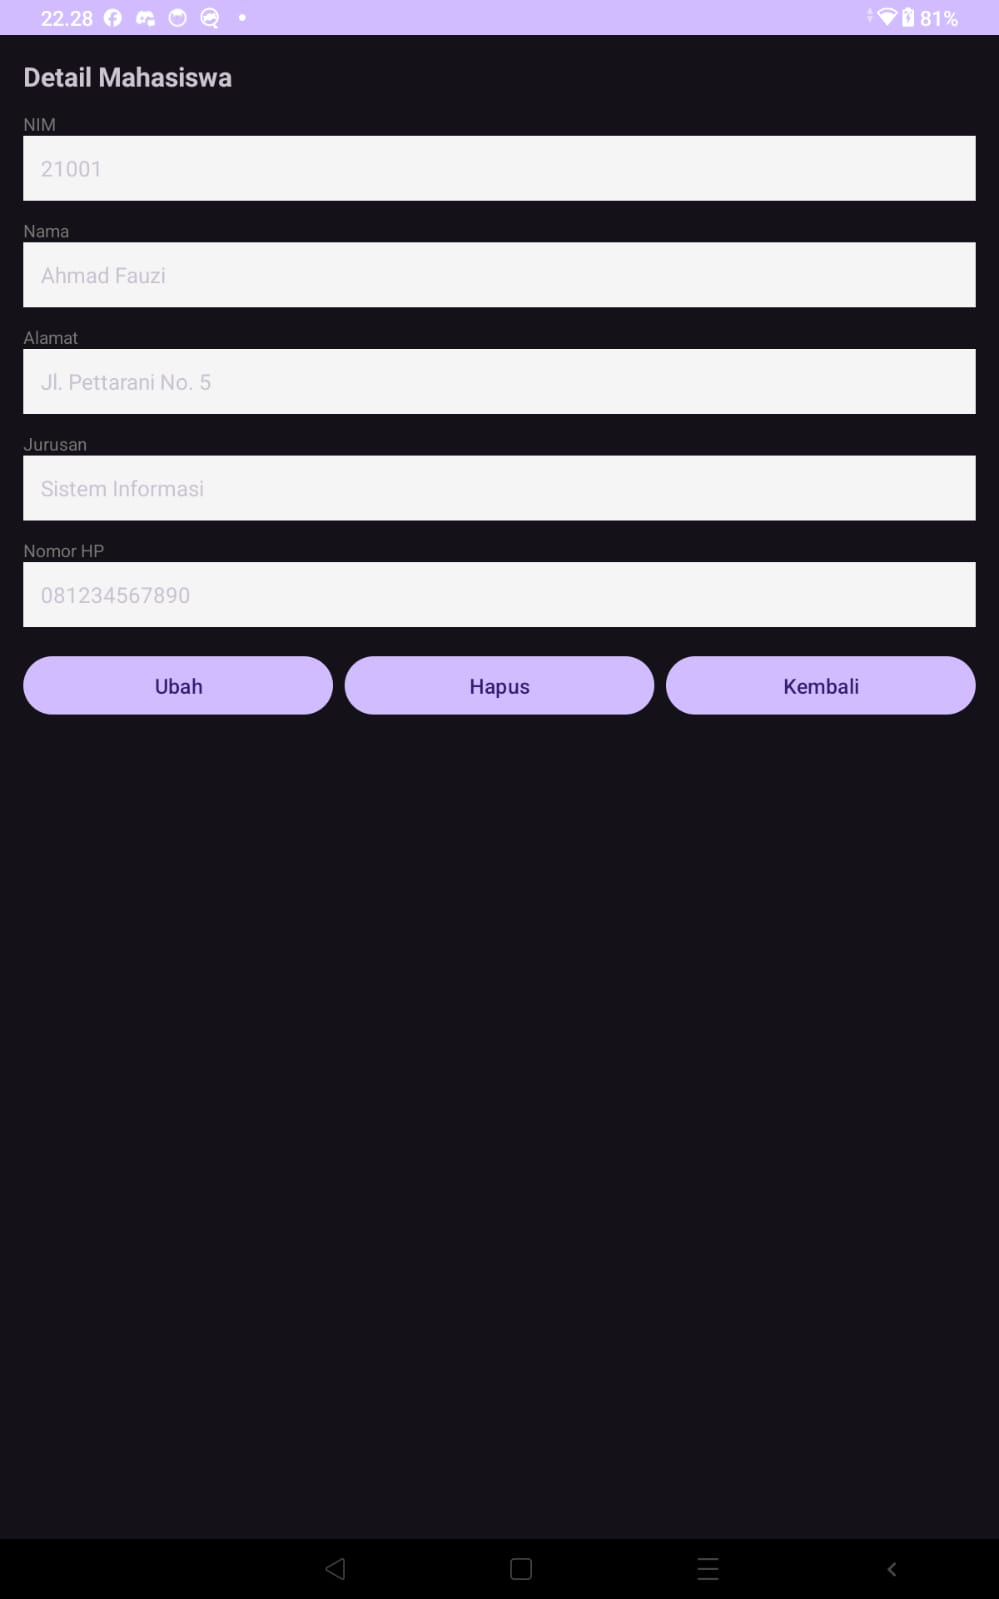 22.28 81%
Detail Mahasiswa
NIM
21001
Nama
Ahmad Fauzi
Alamat
Jl. Pettarani No. 5
Jurusan
Sistem Informasi
Nomor HP
081234567890
Ubah Hapus Kembali